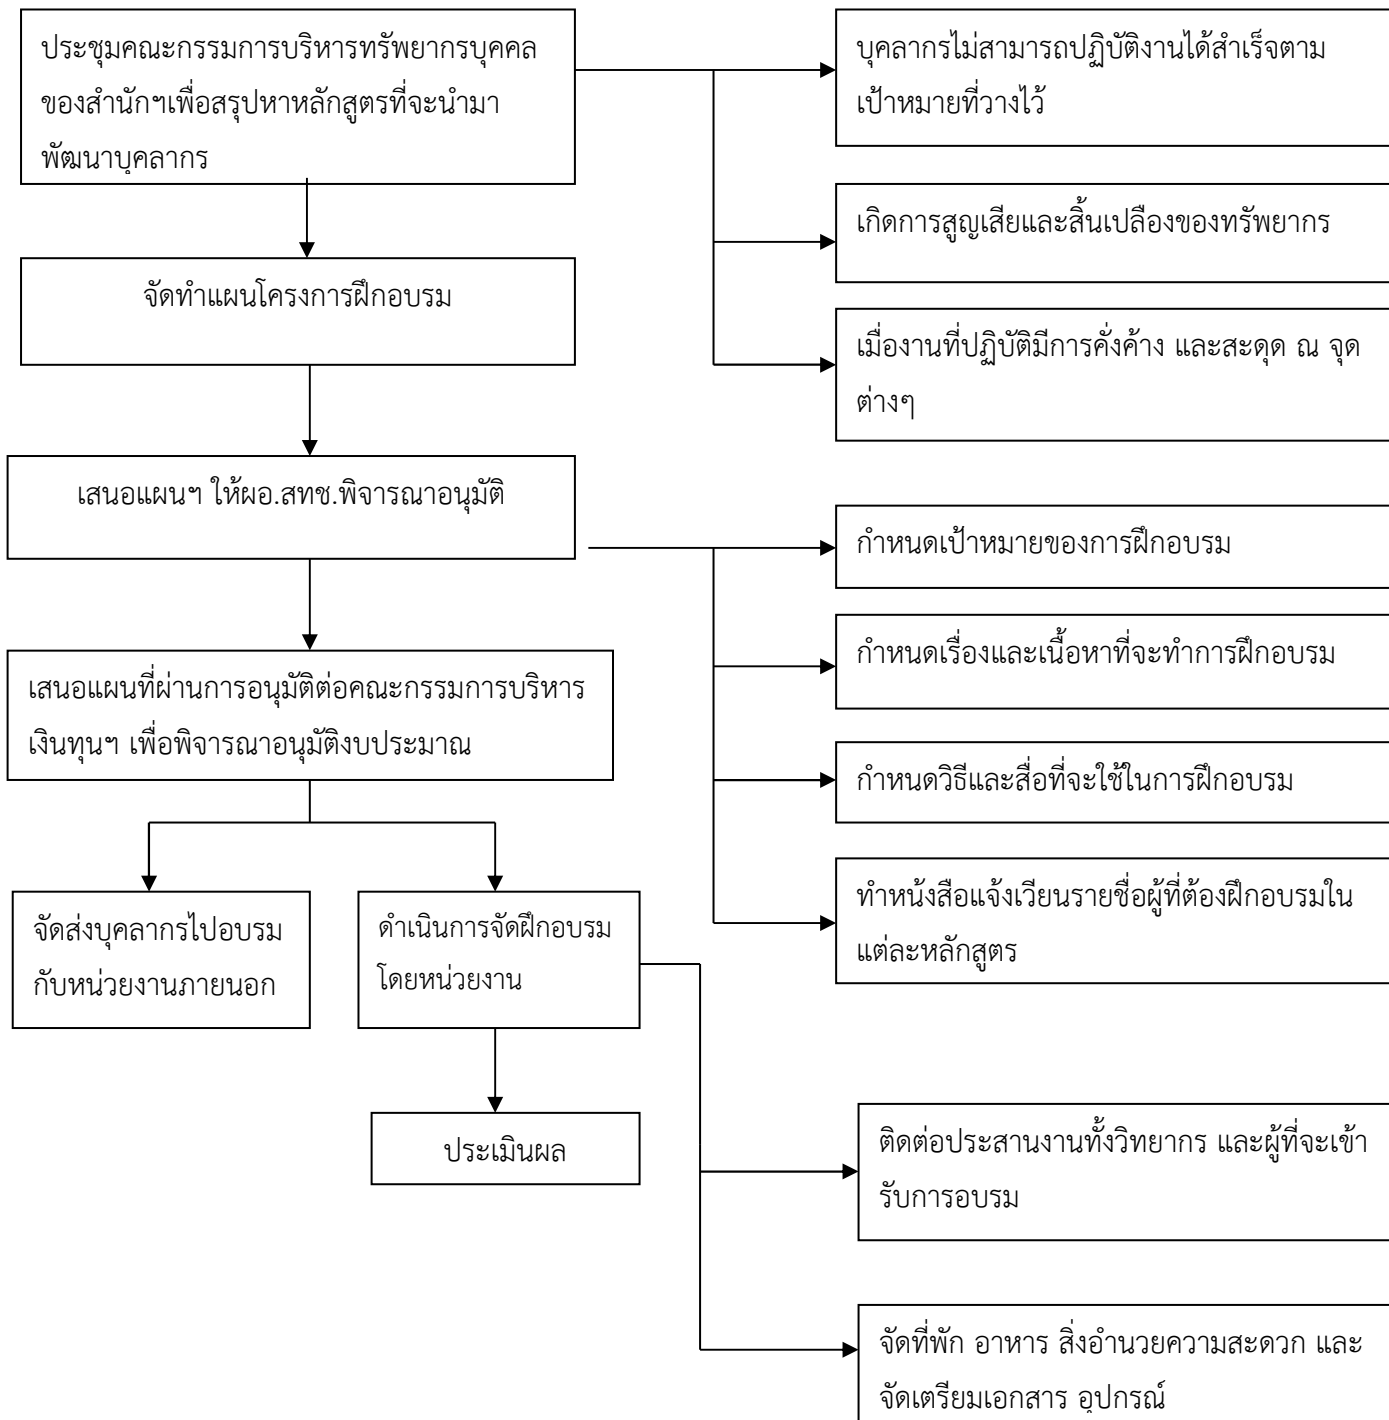 ประชุมคณะกรรมการบริหารทรัพยากรบุคคล
ของสำนักฯเพื่อสรุปหาหลักสูตรที่จะนำมา
พัฒนาบุคลากร
บุคลากรไม่สามารถปฏิบัติงานได้สำเร็จตาม
เป้าหมายที่วางไว้
เกิดการสูญเสียและสิ้นเปลืองของทรัพยากร
จัดทำแผนโครงการฝึกอบรม
เมื่องานที่ปฏิบัติมีการคั่งค้าง และสะดุด ณ จุด
ต่างๆ
เสนอแผนฯ ให้ผอ.สทช.พิจารณาอนุมัติ
กำหนดเป้าหมายของการฝึกอบรม
กำหนดเรื่องและเนื้อหาที่จะทำการฝึกอบรม
เสนอแผนที่ผ่านการอนุมัติต่อคณะกรรมการบริหาร
เงินทุนฯ เพื่อพิจารณาอนุมัติงบประมาณ
กำหนดวิธีและสื่อที่จะใช้ในการฝึกอบรม
ทำหนังสือแจ้งเวียนรายชื่อผู้ที่ต้องฝึกอบรมใน
แต่ละหลักสูตร
จัดส่งบุคลากรไปอบรม
กับหน่วยงานภายนอก
ดำเนินการจัดฝึกอบรม
โดยหน่วยงาน
ประเมินผล
ติดต่อประสานงานทั้งวิทยากร และผู้ที่จะเข้า
รับการอบรม
จัดที่พัก อาหาร สิ่งอำนวยความสะดวก และ
จัดเตรียมเอกสาร อุปกรณ์